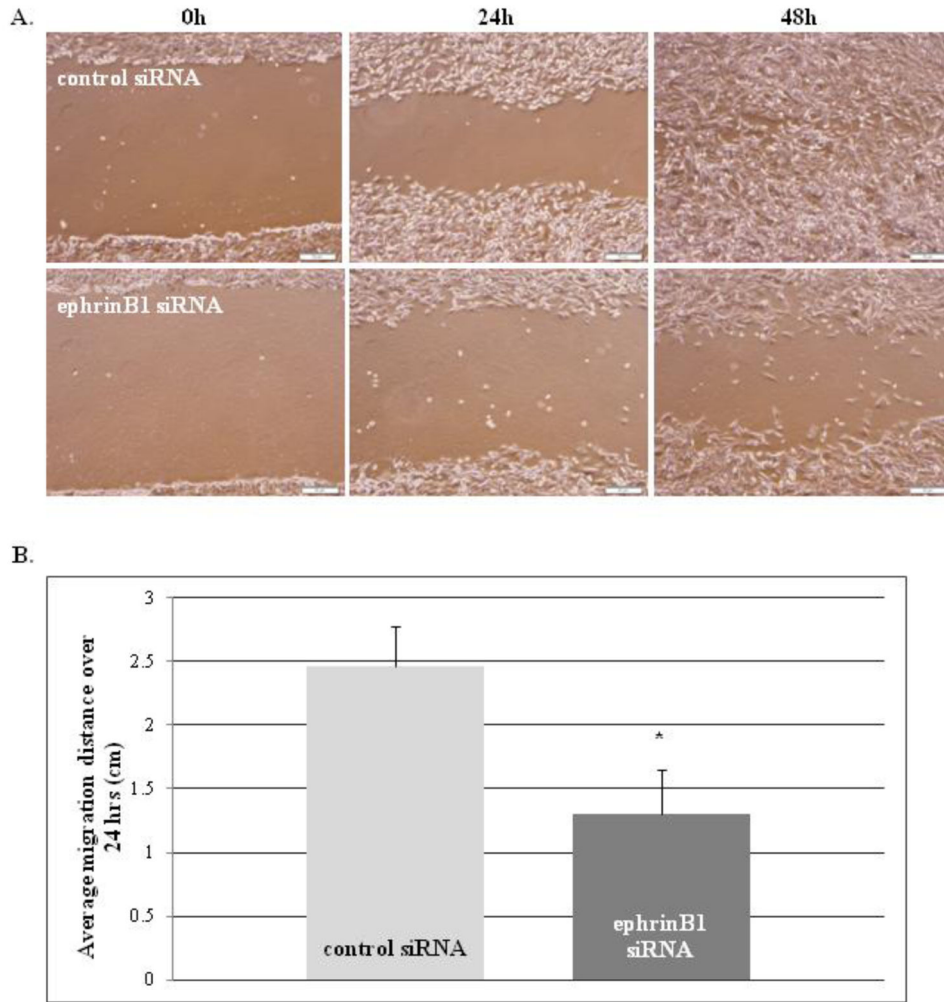 A.
0h 24h 48h
control siRNA
ephrinB1 siRNA
B.
Average migration distance over
24 hrs (cm)
3
2.5
2
1.5
1
0.5
0
*
control siRNA
ephrinB1
siRNA